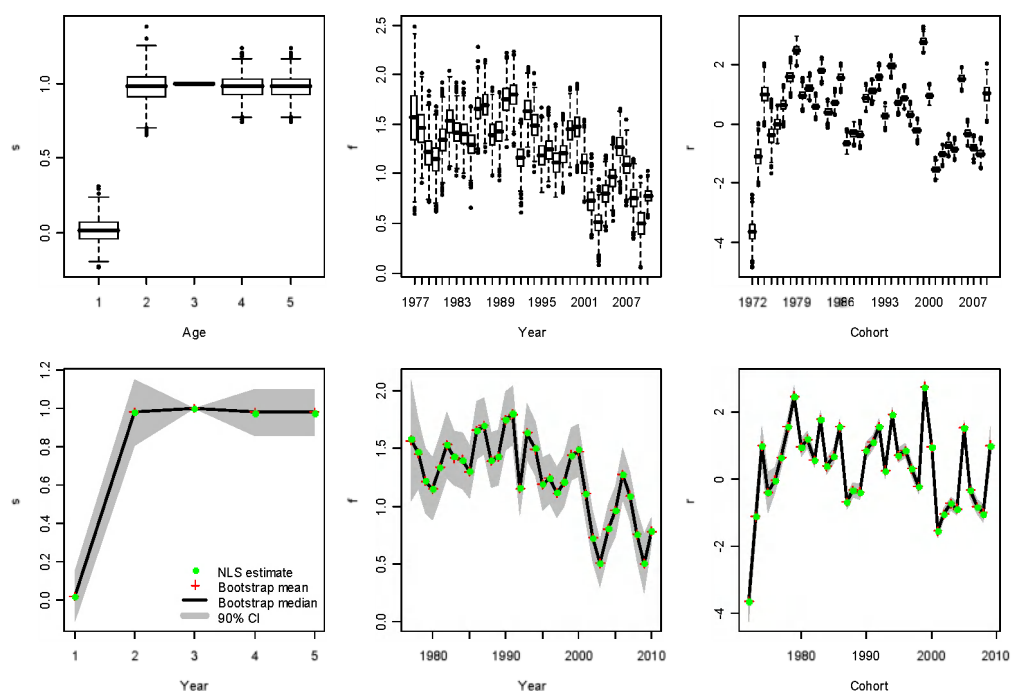 s
0.0 0.5 1.0
1 2 3 4 5
Age
f
0.0 0.5 1.0 1.5 2.0 2.5
1977 1983 1989 1995 2001 2007
Year
r
-4 -2 0 2
1972 1979 1986 1993 2000 2007
Cohort
s
0.0 0.2 0.4 0.6 0.8 1.0 1.2
NLS estimate
Bootstrap mean
Bootstrap median
90% CI
1 2 3 4 5
Year
f
0.0 0.5 1.0 1.5 2.0
1980 1990 2000 2010
Year
r
-4 -2 0 2
1980 1990 2000 2010
Cohort